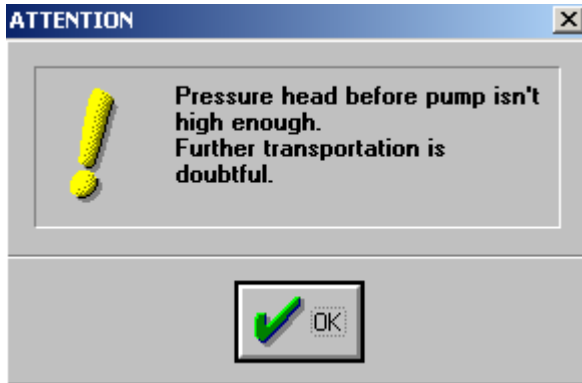 ATTENTION
Pressure head before pump isn't
high enough.
Further transportation is
doubtful.
OK